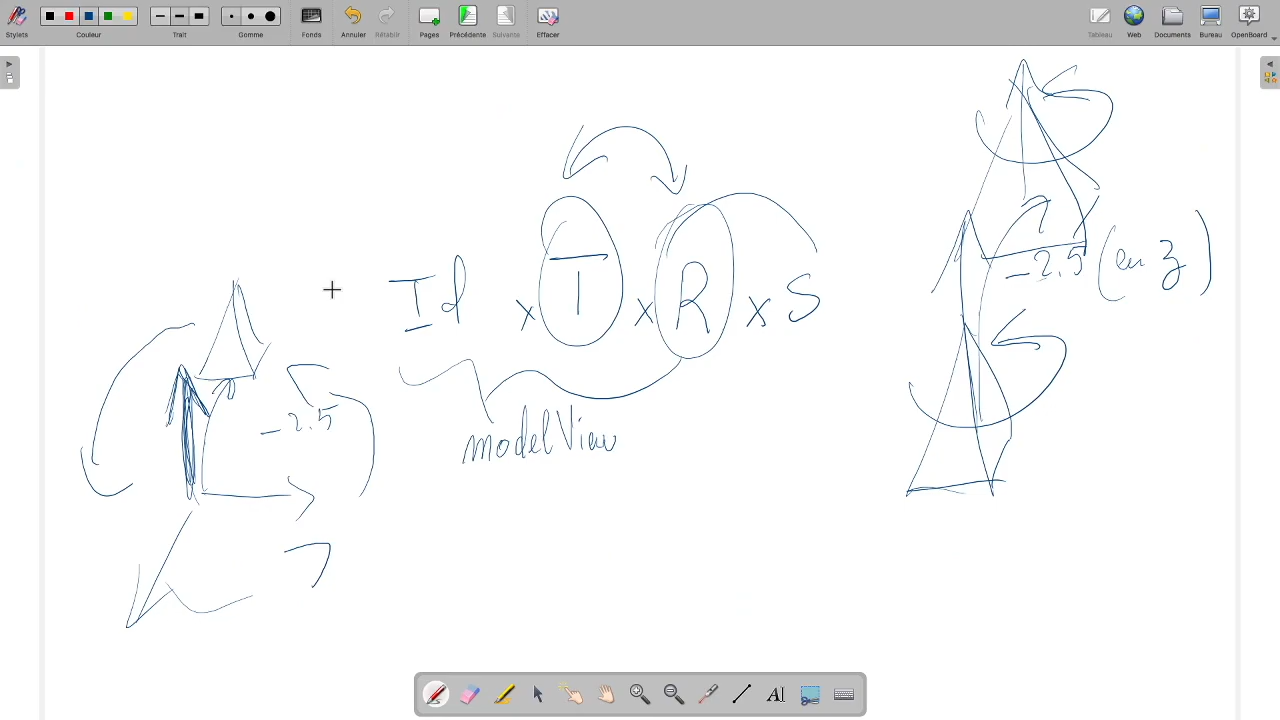 Stylets
Couleur
Trait
Gomme
Fonds
Annuler
Rétablir
Pages
Précédente
Suivante
Effacer
Tableau
Web
Documents
Bureau
OpenBoard
Id x T x R x S
-2.5 (en z)
-2.5
modelView